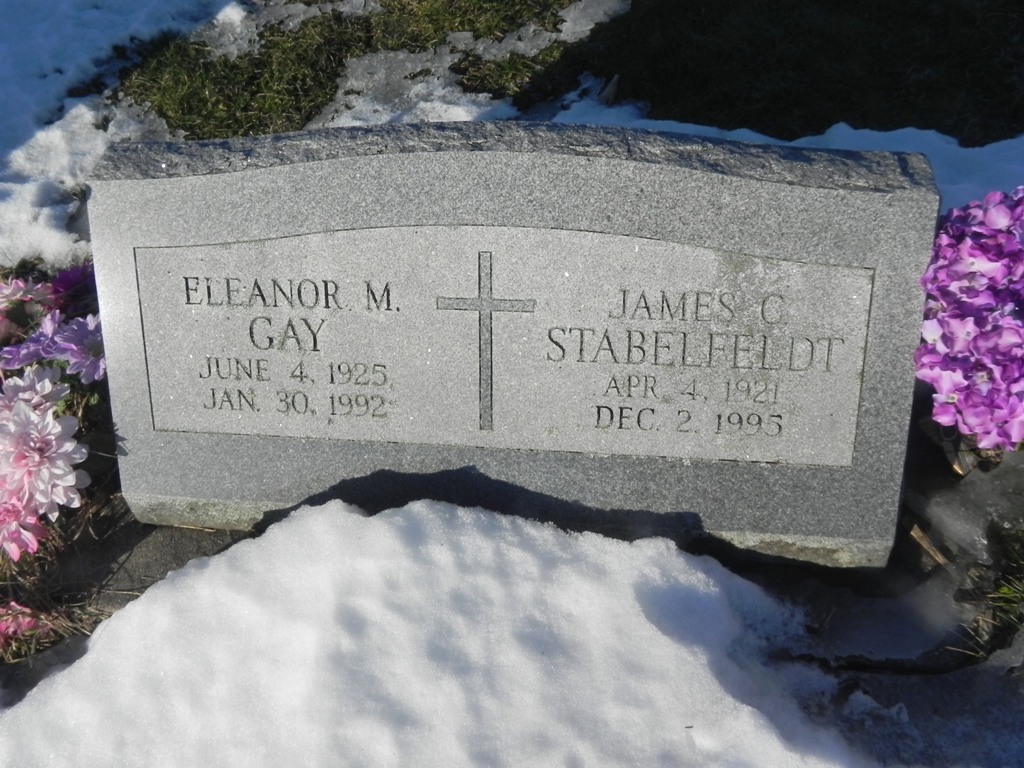 ELEANOR M.
GAY
JUNE 4, 1925
JAN. 30, 1992
JAMES C.
STABELFELDT
APR. 4, 1921
DEC. 2, 1995